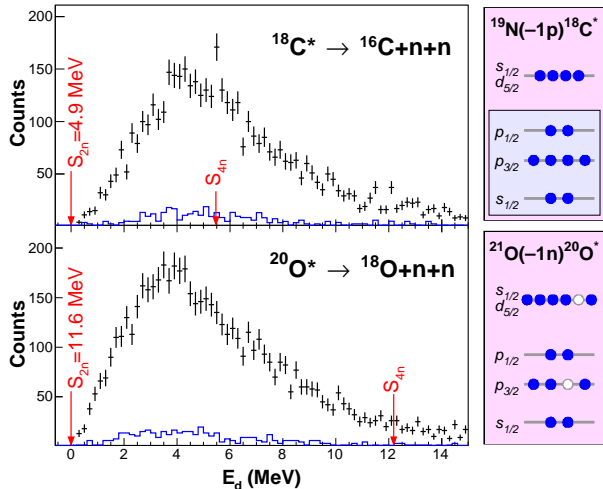 ¹⁸C* → ¹⁶C+n+n
Counts
150
100
50
S₂ₙ=4.9 MeV
S₄ₙ
²⁰O* → ¹⁸O+n+n
Counts
200
150
100
50
S₂ₙ=11.6 MeV
S₄ₙ
0 2 4 6 8 10 12 14
E_d (MeV)
¹⁹N(−1p)¹⁸C*
s1/2
d5/2
p1/2
p3/2
s1/2
²¹O(−1n)²⁰O*
s1/2
d5/2
p1/2
p3/2
s1/2